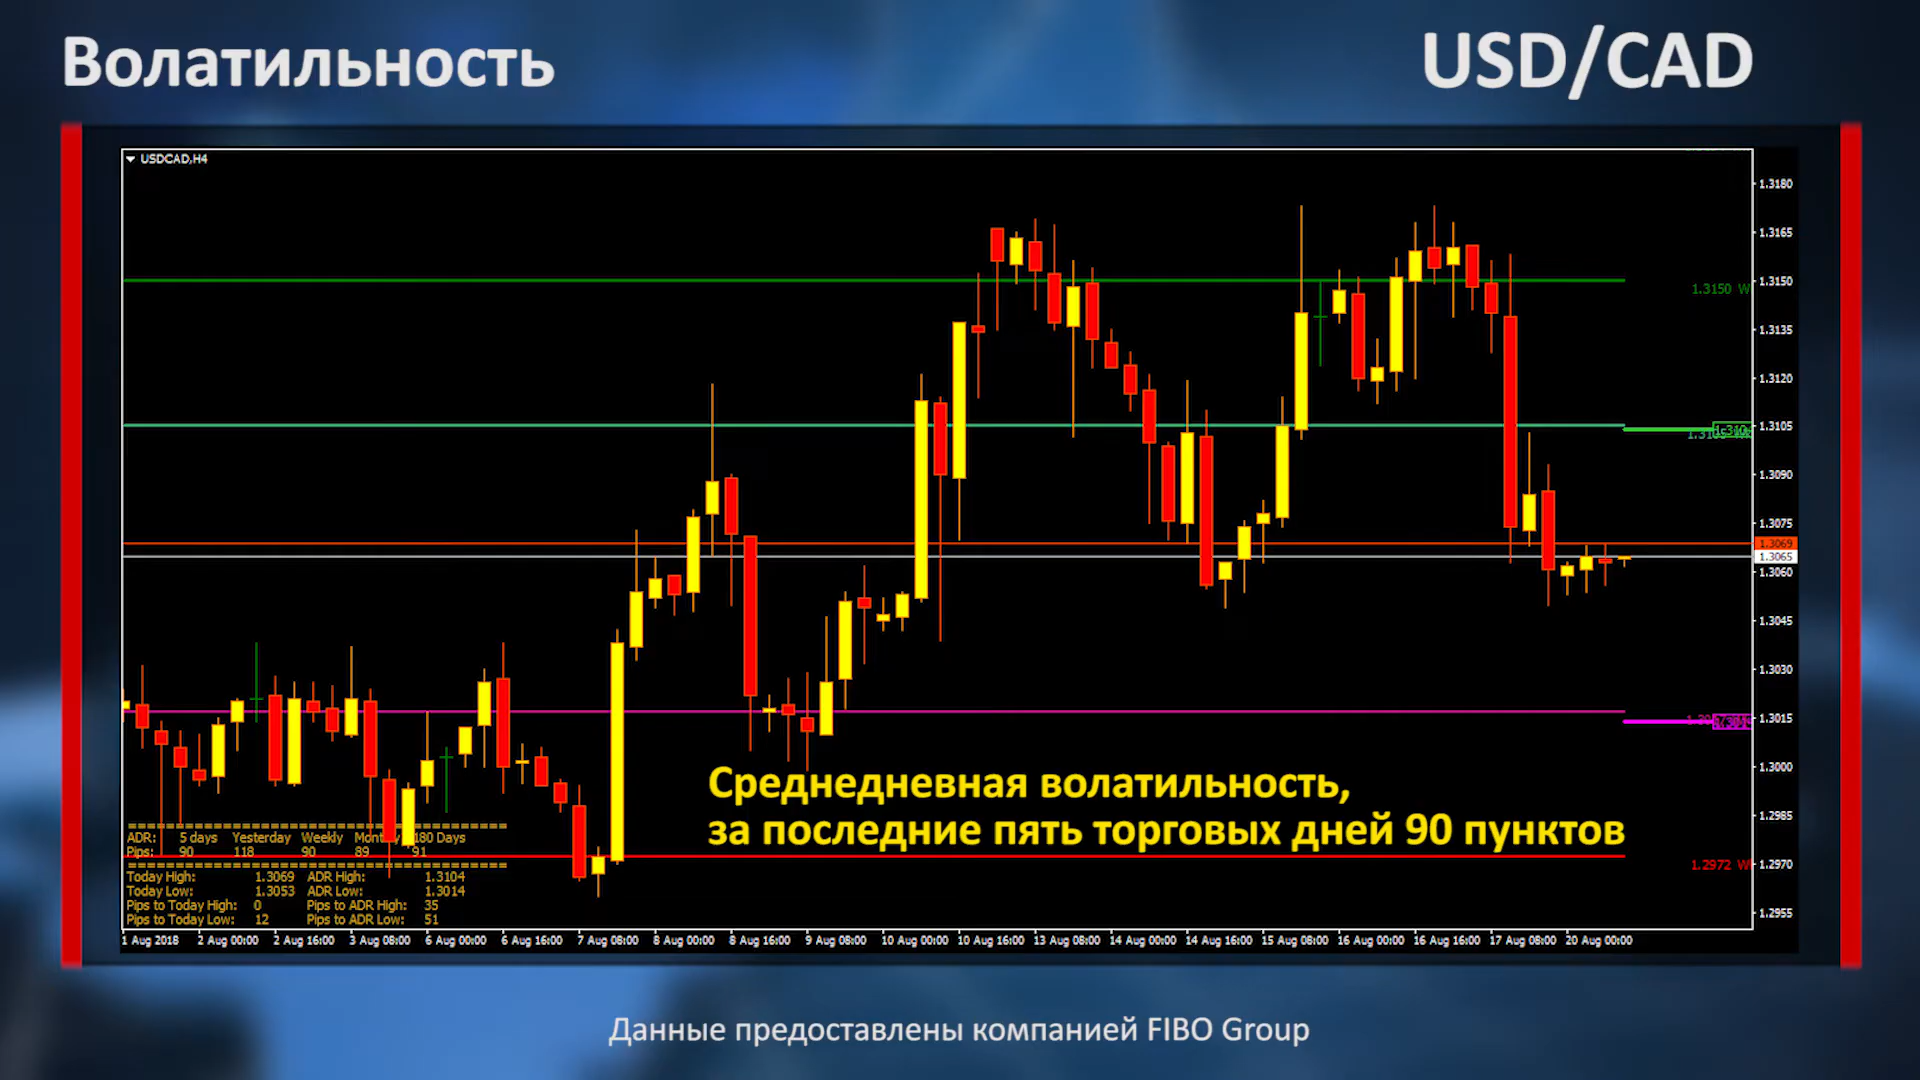 Волатильность
USD/CAD
USDCAD,H4
1.3180
1.3165
1.3150
1.3150 W
1.3135
1.3120
1.3105
1.3090
1.3075
1.3069
1.3065
1.3060
1.3045
1.3030
1.3015
1.3000
1.2985
1.2970
1.2972 W
1.2955
Среднедневная волатильность,
за последние пять торговых дней 90 пунктов
ADR: 5 days Yesterday Weekly 180 Days
Pips: 90 118 90 89 91
Today High: 1.3069 ADR High: 1.3104
Today Low: 1.3053 ADR Low: 1.3014
Pips to Today High: 0 Pips to ADR High: 35
Pips to Today Low: 12 Pips to ADR Low: 51
1 Aug 2018 2 Aug 00:00 2 Aug 16:00 3 Aug 08:00 6 Aug 00:00 6 Aug 16:00 7 Aug 08:00 8 Aug 00:00 8 Aug 16:00 9 Aug 08:00 10 Aug 00:00 10 Aug 16:00 13 Aug 08:00 14 Aug 00:00 14 Aug 16:00 15 Aug 08:00 16 Aug 00:00 16 Aug 16:00 17 Aug 08:00 20 Aug 00:00
Данные предоставлены компанией FIBO Group